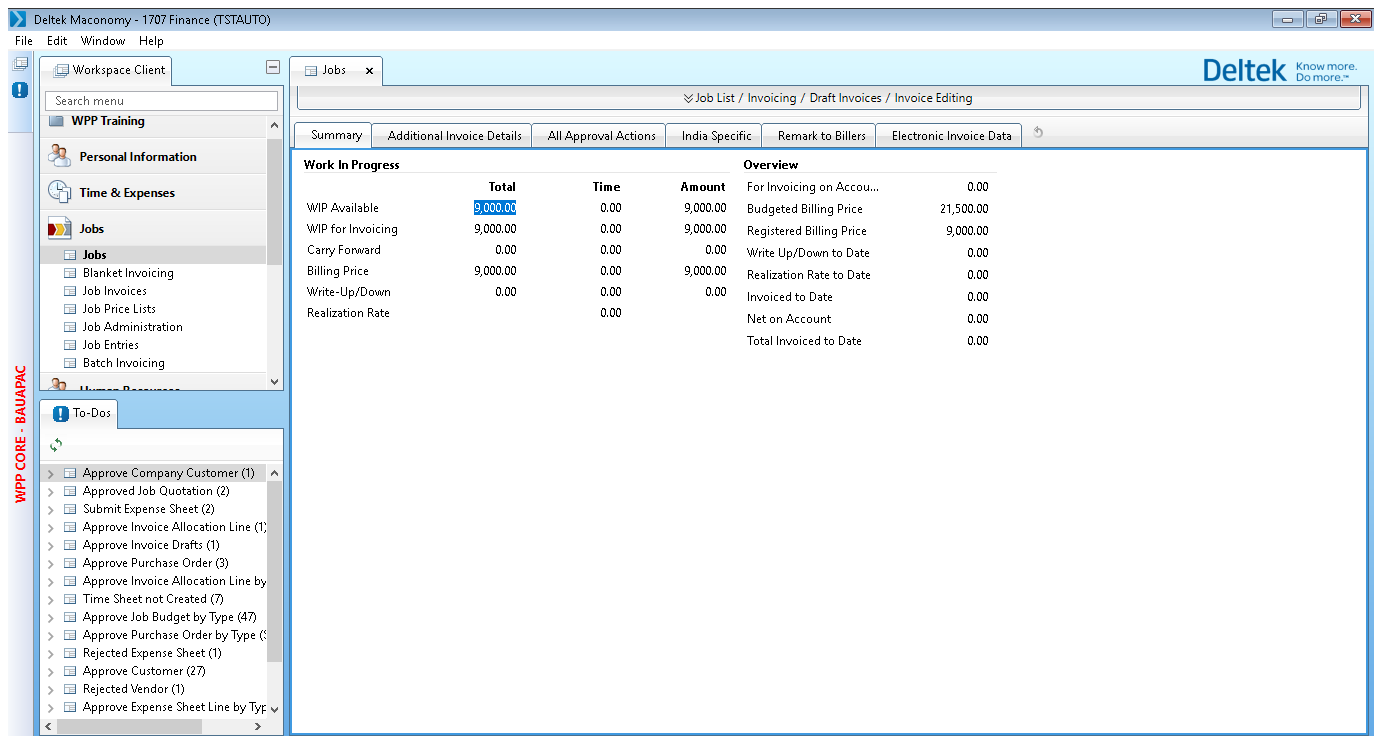 Deltek Maconomy - 1707 Finance (TSTAUTO)
File Edit Window Help
Workspace Client
Search menu
WPP Training
Personal Information
Time & Expenses
Jobs
Jobs
Blanket Invoicing
Job Invoices
Job Price Lists
Job Administration
Job Entries
Batch Invoicing
Human Resources
WPP CORE - BAUAPAC
To-Dos
Approve Company Customer (1)
Approved Job Quotation (2)
Submit Expense Sheet (2)
Approve Invoice Allocation Line (1)
Approve Invoice Drafts (1)
Approve Purchase Order (3)
Approve Invoice Allocation Line by
Time Sheet not Created (7)
Approve Job Budget by Type (47)
Approve Purchase Order by Type (
Rejected Expense Sheet (1)
Approve Customer (27)
Rejected Vendor (1)
Approve Expense Sheet Line by Typ
Jobs
Deltek Know more.
Do more.™
Job List / Invoicing / Draft Invoices / Invoice Editing
Summary Additional Invoice Details All Approval Actions India Specific Remark to Billers Electronic Invoice Data
Work In Progress
Total Time Amount
WIP Available 9,000.00 0.00 9,000.00
WIP for Invoicing 9,000.00 0.00 9,000.00
Carry Forward 0.00 0.00 0.00
Billing Price 9,000.00 0.00 9,000.00
Write-Up/Down 0.00 0.00 0.00
Realization Rate 0.00
Overview
For Invoicing on Accou... 0.00
Budgeted Billing Price 21,500.00
Registered Billing Price 9,000.00
Write Up/Down to Date 0.00
Realization Rate to Date 0.00
Invoiced to Date 0.00
Net on Account 0.00
Total Invoiced to Date 0.00